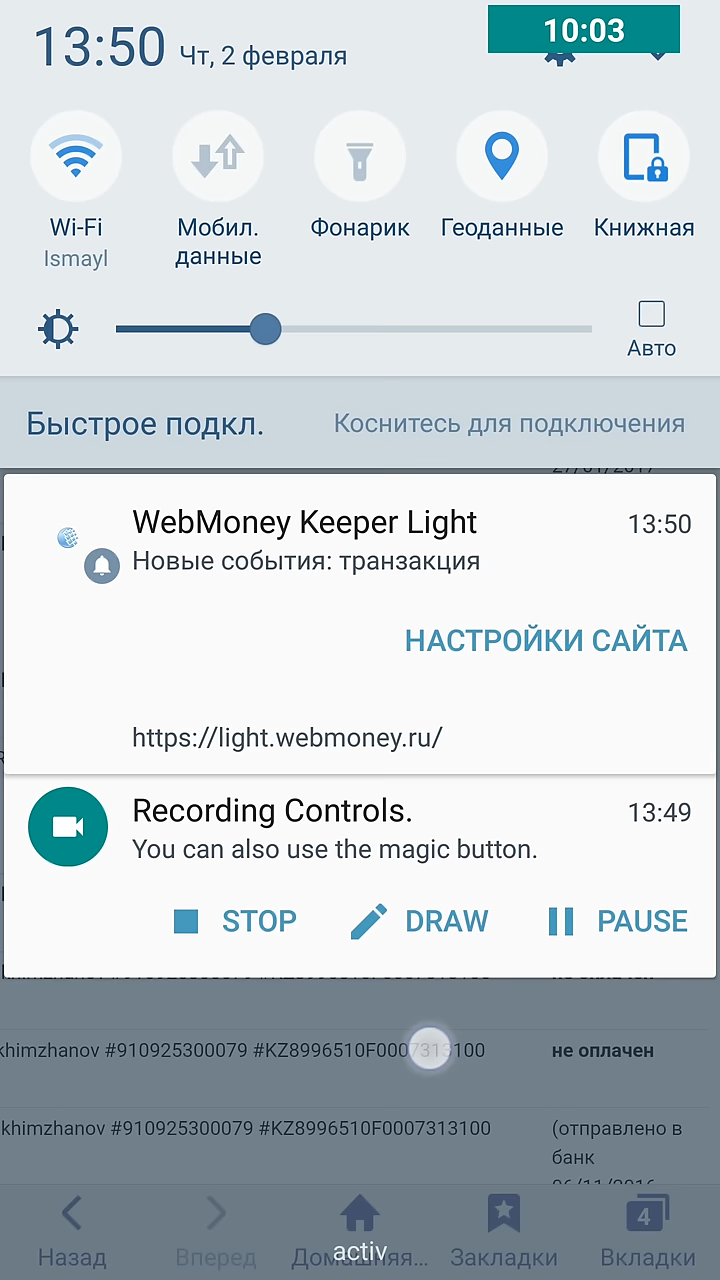 13:50 Чт, 2 февраля
10:03
Wi-Fi
Ismayl
Мобил.
данные
Фонарик
Геоданные
Книжная
Авто
Быстрое подкл.
Коснитесь для подключения
27/01/2017
WebMoney Keeper Light
13:50
Новые события: транзакция
НАСТРОЙКИ САЙТА
https://light.webmoney.ru/
Recording Controls.
13:49
You can also use the magic button.
STOP
DRAW
PAUSE
khimzhanov #910925300079 #KZ8996510F0007313100
не оплачен
khimzhanov #910925300079 #KZ8996510F0007313100
(отправлено в
банк
4
Назад
Вперед
Домашняя...
activ
Закладки
Вкладки